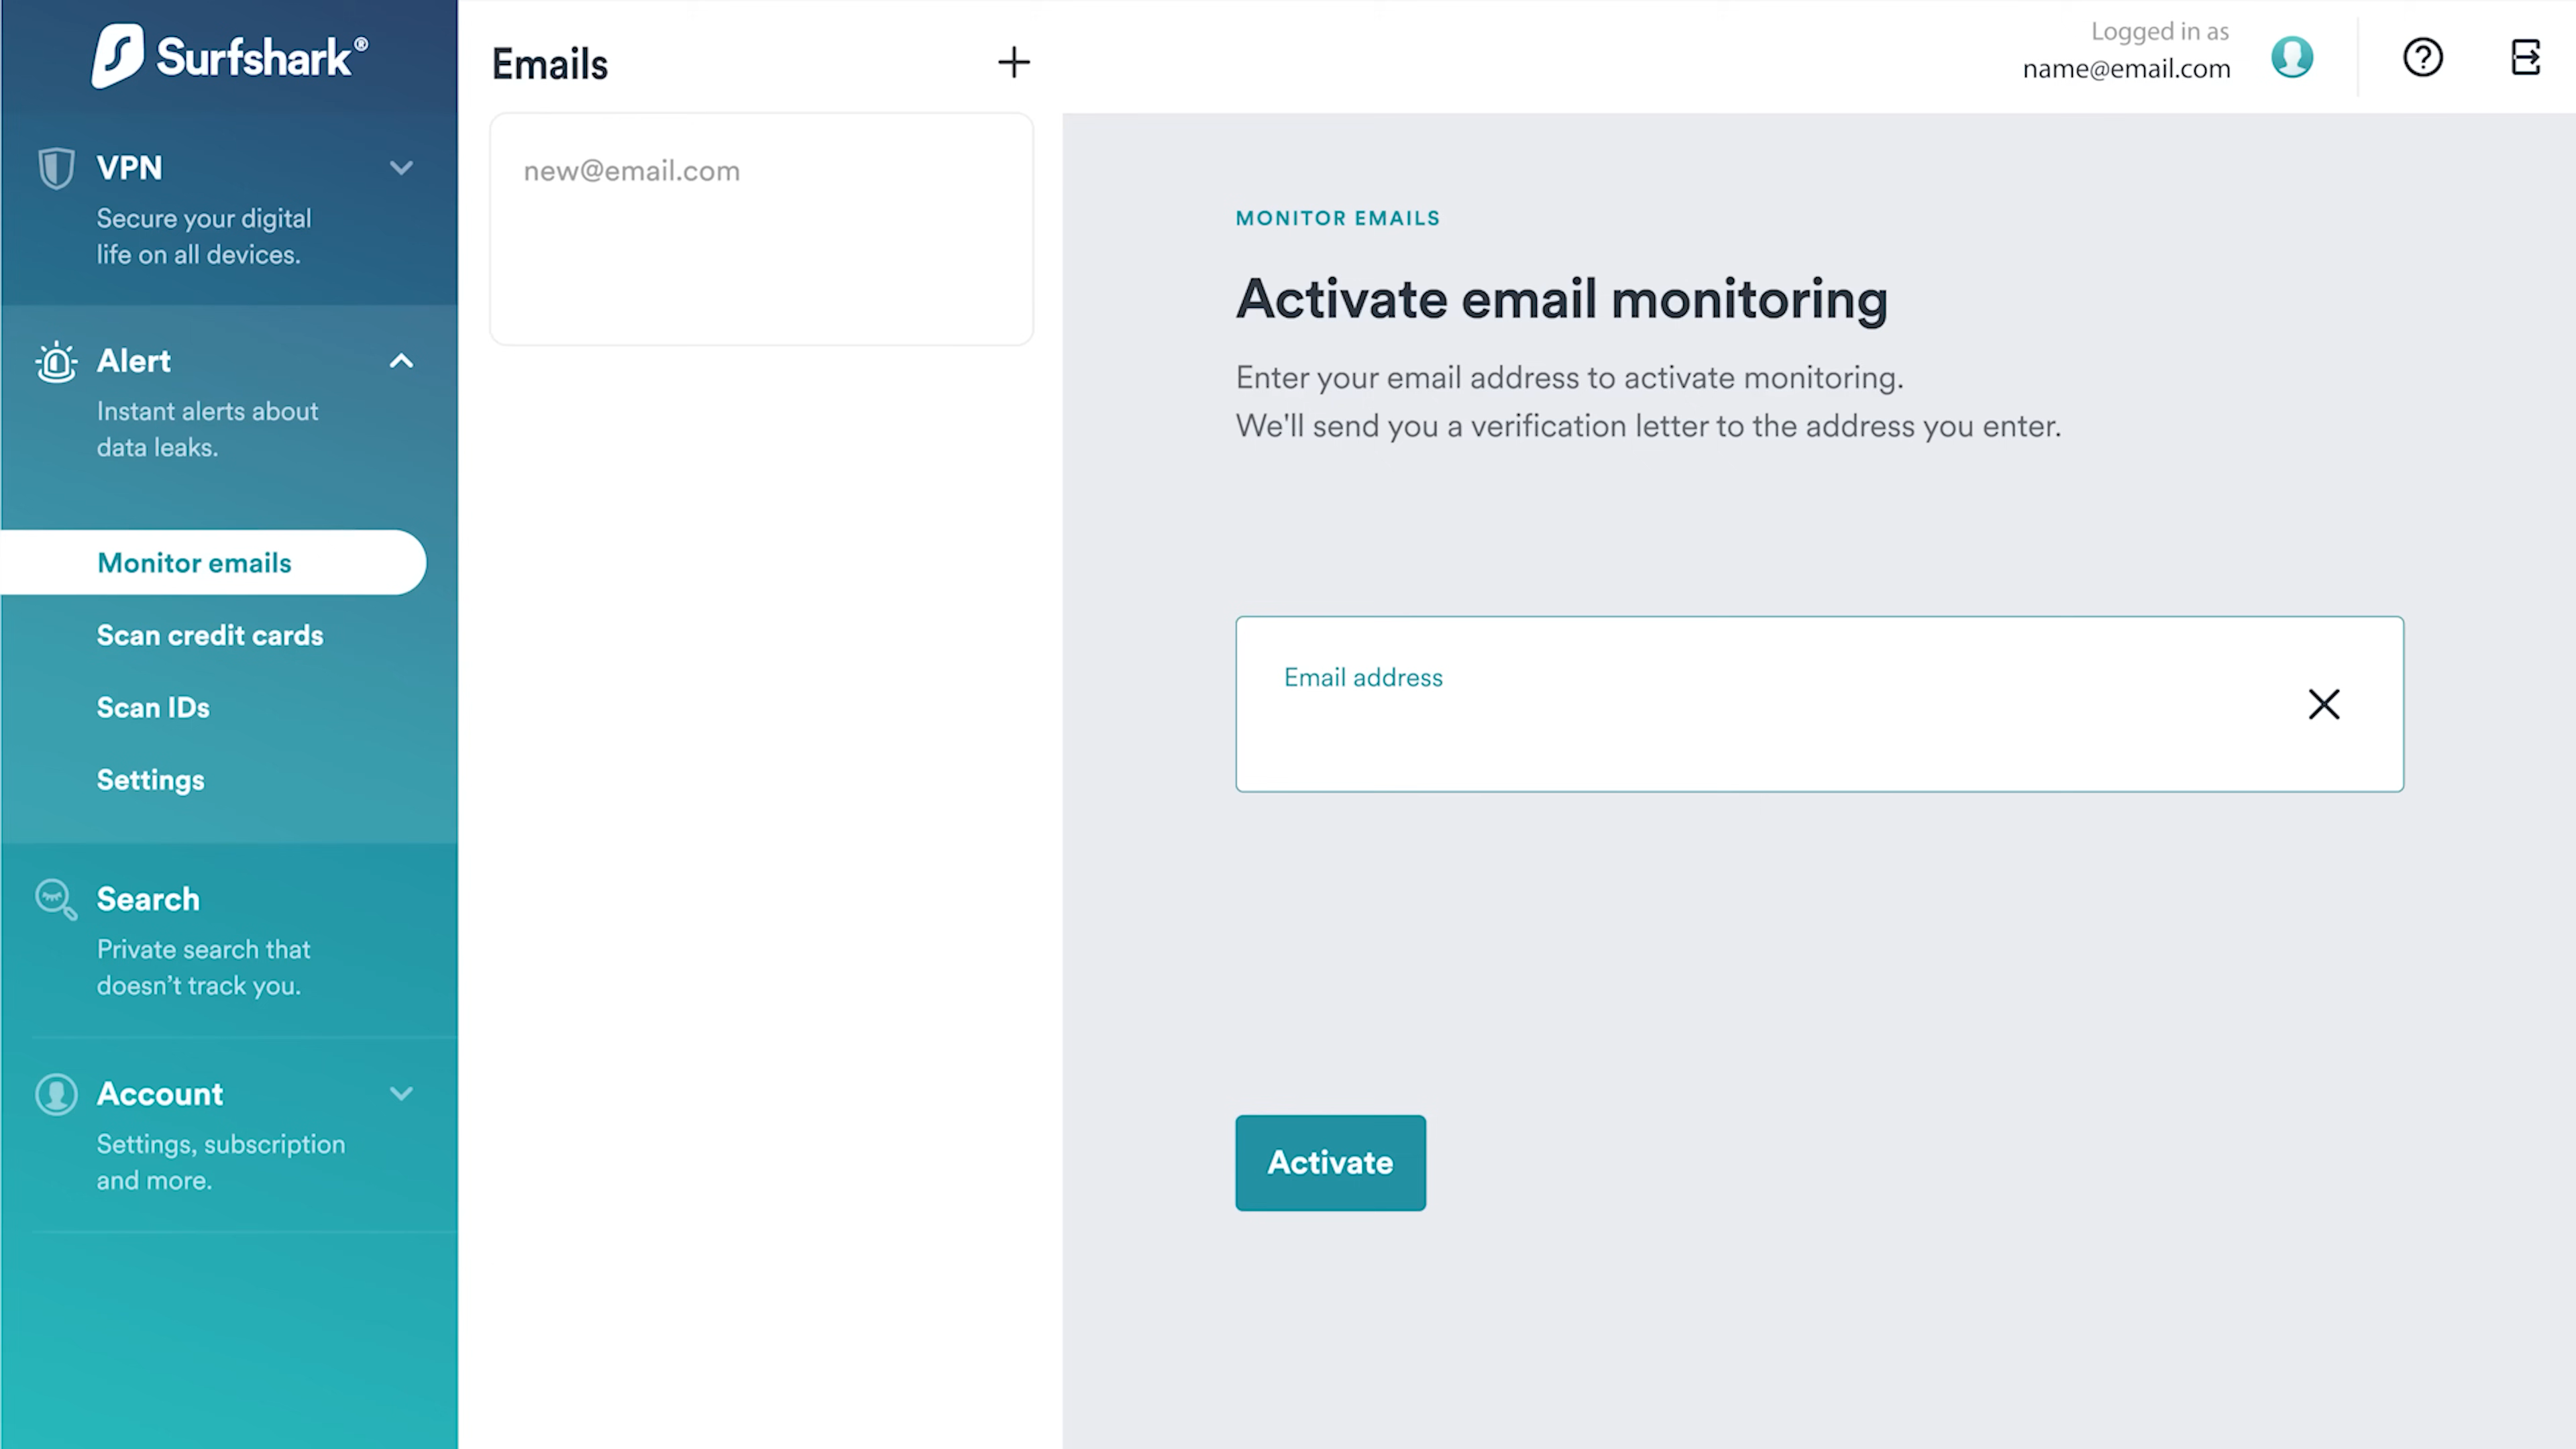 Surfshark®
VPN
Secure your digital
life on all devices.
Alert
Instant alerts about
data leaks.
Monitor emails
Scan credit cards
Scan IDs
Settings
Search
Private search that
doesn’t track you.
Account
Settings, subscription
and more.
Emails
new@email.com
Logged in as
name@email.com
MONITOR EMAILS
Activate email monitoring
Enter your email address to activate monitoring.
We'll send you a verification letter to the address you enter.
Email address
Activate